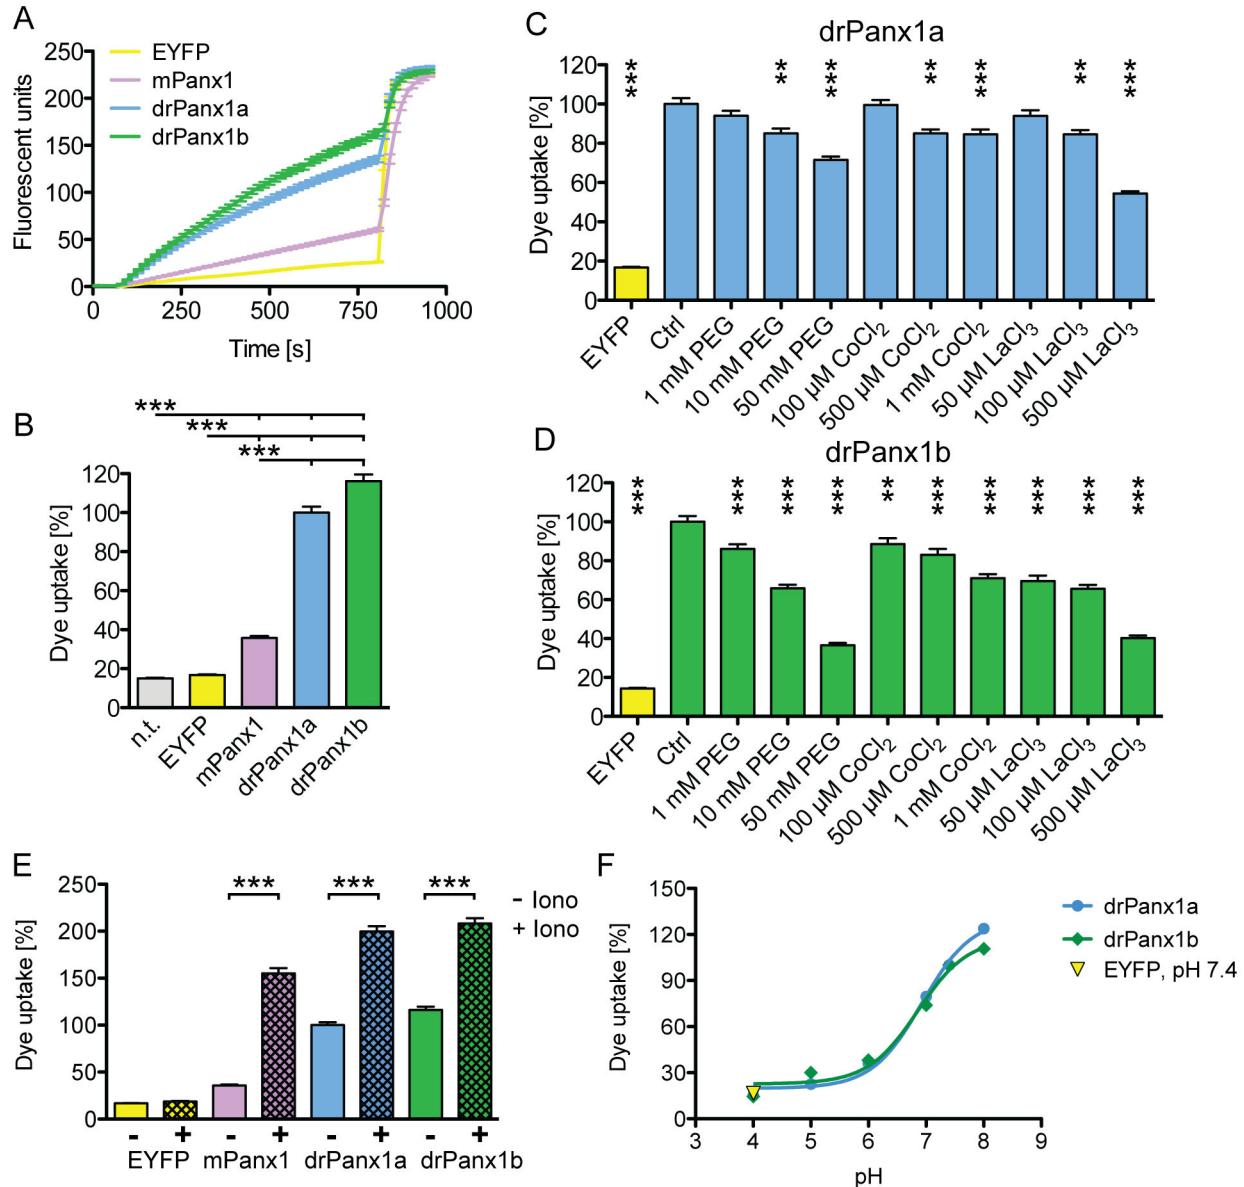 A
EYFP
mPanx1
drPanx1a
drPanx1b
250
200
150
100
50
0
Fluorescent units
0 250 500 750 1000
Time [s]
B
***
***
***
120
100
80
60
40
20
0
Dye uptake [%]
n.t. EYFP mPanx1 drPanx1a drPanx1b
C
drPanx1a
*** ** *** ** *** ** ***
120
100
80
60
40
20
0
Dye uptake [%]
EYFP Ctrl 1 mM PEG 10 mM PEG 50 mM PEG 100 µM CoCl₂ 500 µM CoCl₂ 1 mM CoCl₂ 50 µM LaCl₃ 100 µM LaCl₃ 500 µM LaCl₃
D
drPanx1b
*** *** *** *** ** *** *** *** *** ***
120
100
80
60
40
20
0
Dye uptake [%]
EYFP Ctrl 1 mM PEG 10 mM PEG 50 mM PEG 100 µM CoCl₂ 500 µM CoCl₂ 1 mM CoCl₂ 50 µM LaCl₃ 100 µM LaCl₃ 500 µM LaCl₃
E
*** *** ***
- Iono
+ Iono
250
200
150
100
50
0
Dye uptake [%]
- + - + - + - +
EYFP mPanx1 drPanx1a drPanx1b
F
drPanx1a
drPanx1b
EYFP, pH 7.4
150
120
90
60
30
0
Dye uptake [%]
3 4 5 6 7 8 9
pH